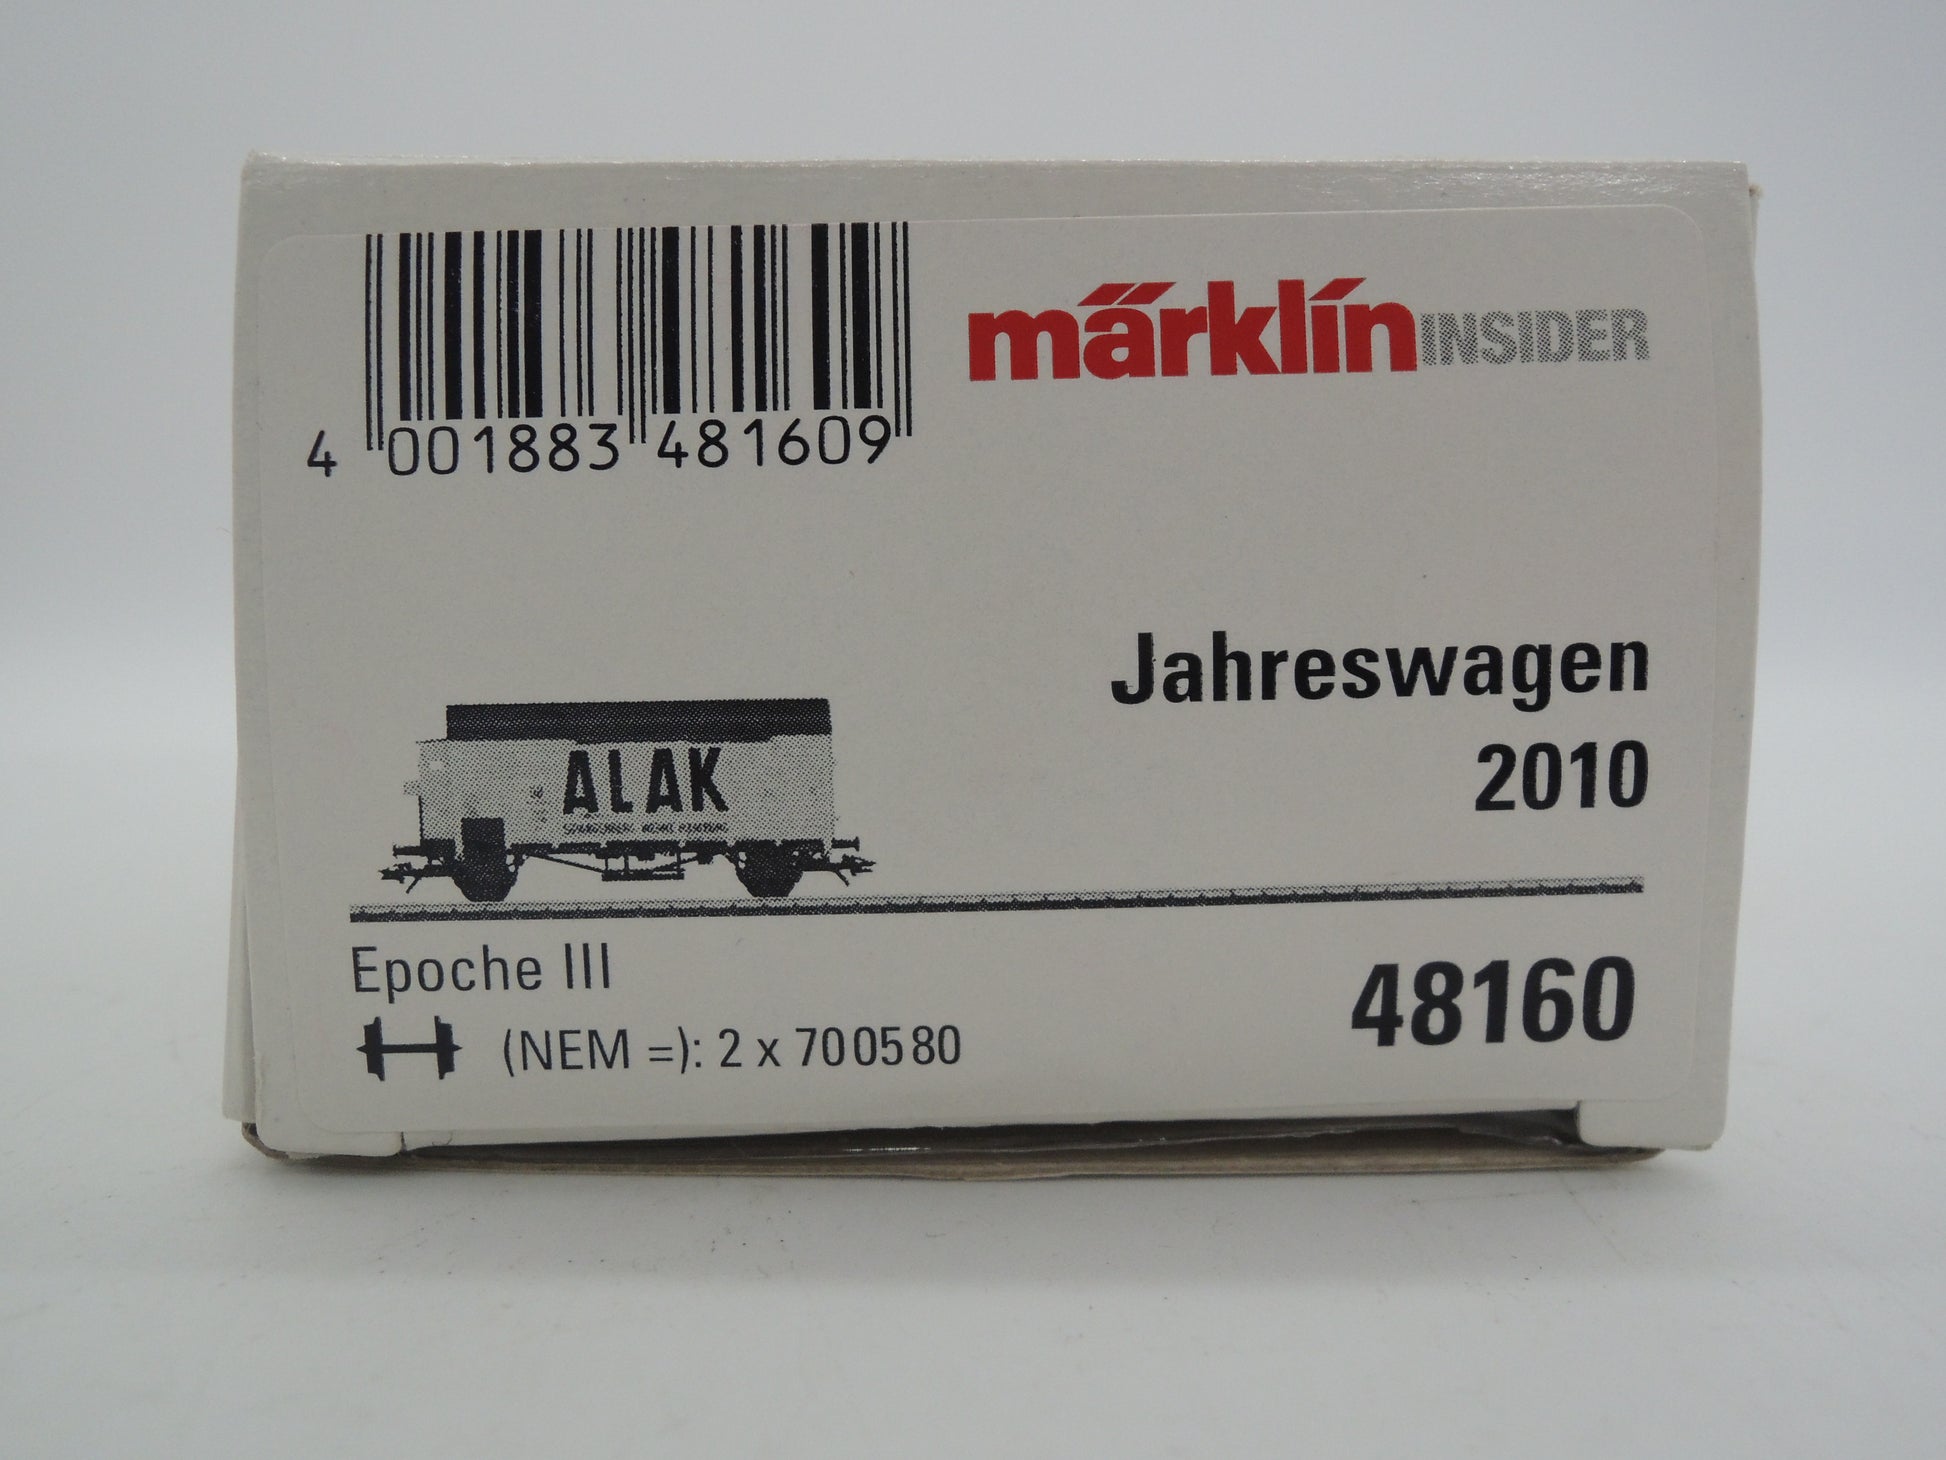 märklin INSIDER
4 001883 481609
Jahreswagen
2010
ALAK
Epoche III
(NEM =): 2 x 700580
48160